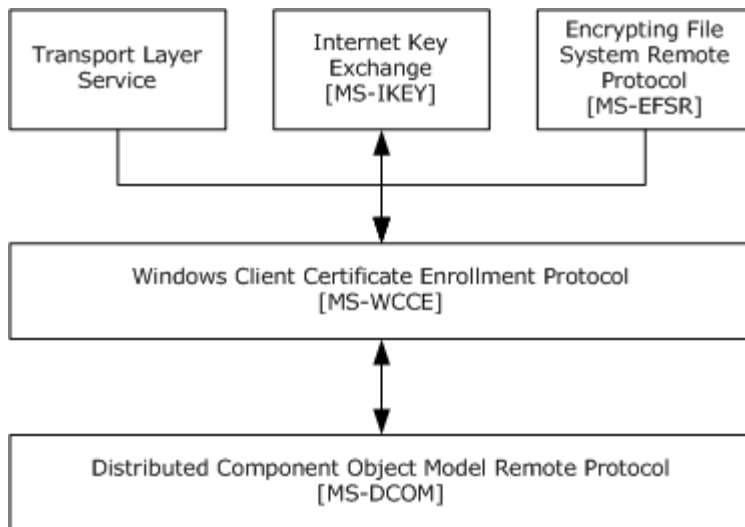 Transport Layer
Service
Internet Key
Exchange
[MS-IKEY]
Encrypting File
System Remote
Protocol
[MS-EFSR]
Windows Client Certificate Enrollment Protocol
[MS-WCCE]
Distributed Component Object Model Remote Protocol
[MS-DCOM]